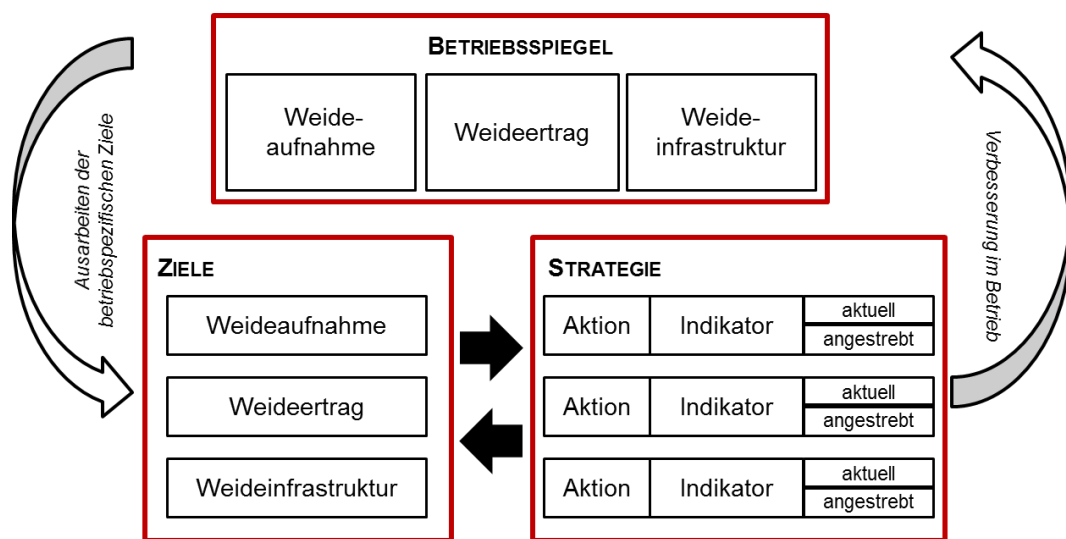 BETRIEBSSPIEGEL
Weide-
aufnahme
Weideertrag
Weide-
infrastruktur
Ausarbeiten der
betriebspezifischen Ziele
Verbesserung im Betrieb
ZIELE
Weideaufnahme
Weideertrag
Weideinfrastruktur
STRATEGIE
Aktion
Indikator
aktuell
angestrebt
Aktion
Indikator
aktuell
angestrebt
Aktion
Indikator
aktuell
angestrebt